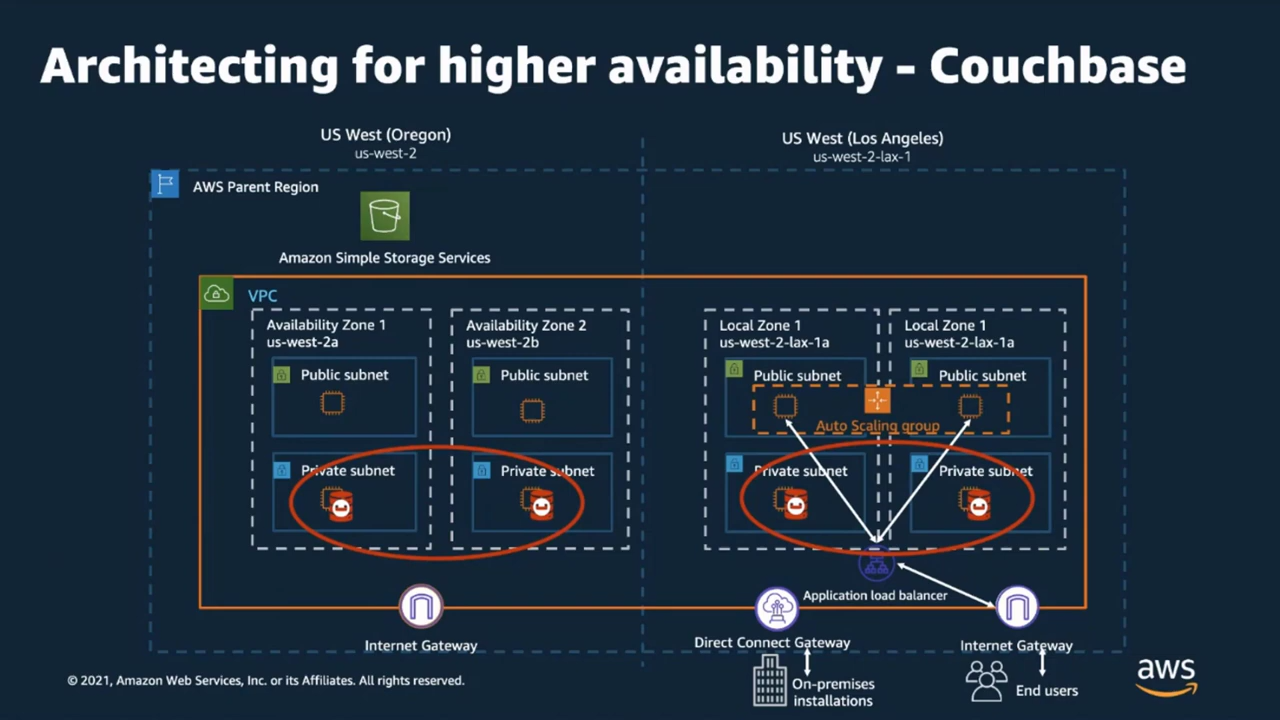 Architecting for higher availability - Couchbase
US West (Oregon)
us-west-2
US West (Los Angeles)
us-west-2-lax-1
AWS Parent Region
Amazon Simple Storage Services
VPC
Availability Zone 1
us-west-2a
Public subnet
Private subnet
Availability Zone 2
us-west-2b
Public subnet
Private subnet
Local Zone 1
us-west-2-lax-1a
Public subnet
Private subnet
Local Zone 1
us-west-2-lax-1a
Public subnet
Private subnet
Auto Scaling group
Application load balancer
Internet Gateway
Direct Connect Gateway
Internet Gateway
On-premises
installations
End users
© 2021, Amazon Web Services, Inc. or its Affiliates. All rights reserved.
aws